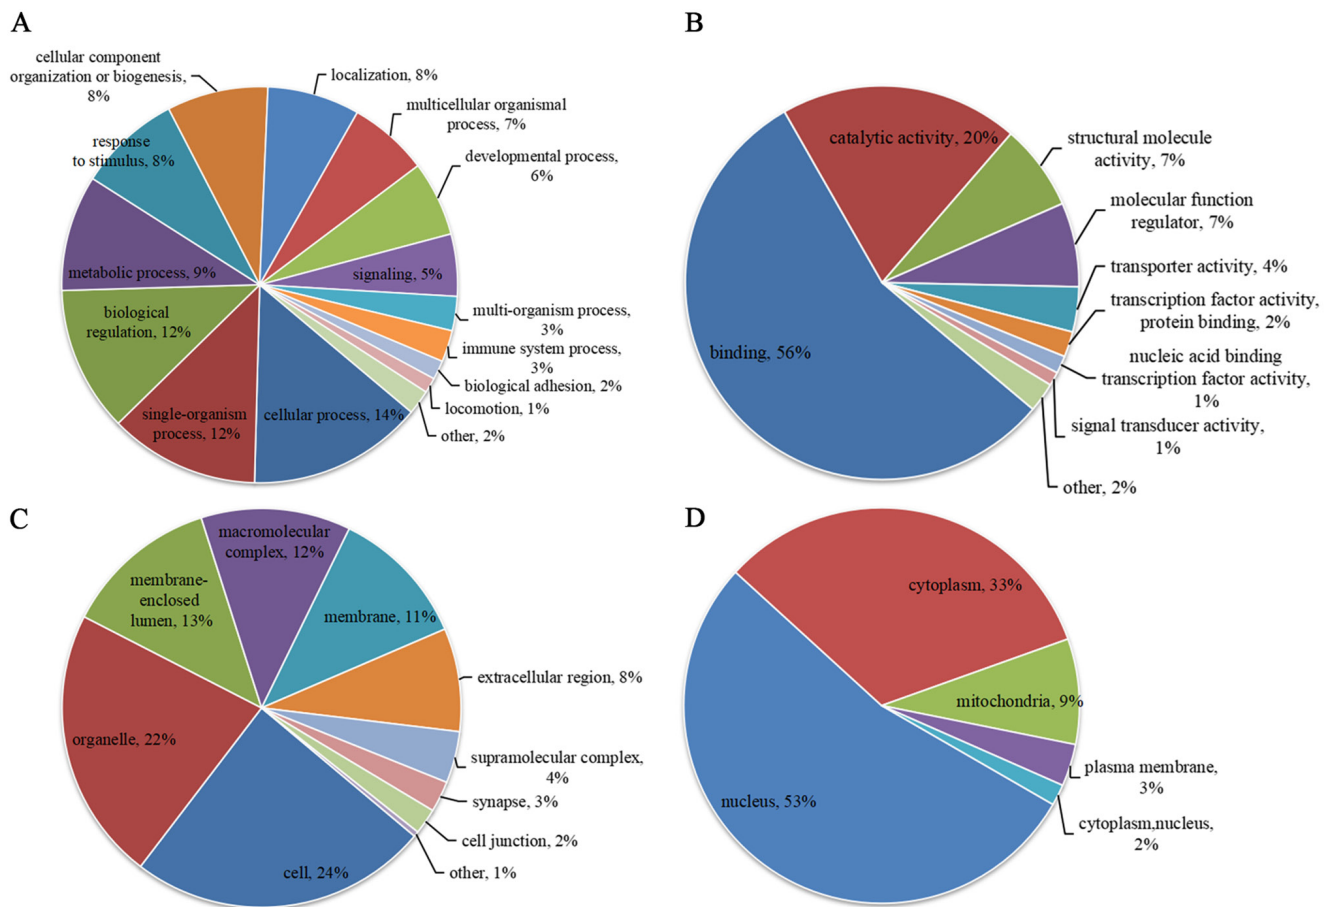 A
cellular component
organization or biogenesis,
8%
localization, 8%
multicellular organismal
process, 7%
developmental process,
6%
response
to stimulus, 8%
metabolic process, 9%
signaling, 5%
biological
regulation, 12%
multi-organism process,
3%
immune system process,
3%
biological adhesion, 2%
locomotion, 1%
other, 2%
single-organism
process, 12%
cellular process, 14%
B
catalytic activity, 20%
structural molecule
activity, 7%
molecular function
regulator, 7%
transporter activity, 4%
transcription factor activity,
protein binding, 2%
nucleic acid binding
transcription factor activity,
1%
signal transducer activity,
1%
other, 2%
binding, 56%
C
macromolecular
complex, 12%
membrane-
enclosed
lumen, 13%
membrane, 11%
extracellular region, 8%
organelle, 22%
supramolecular complex,
4%
synapse, 3%
cell junction, 2%
other, 1%
cell, 24%
D
cytoplasm, 33%
mitochondria, 9%
plasma membrane,
3%
cytoplasm,nucleus,
2%
nucleus, 53%